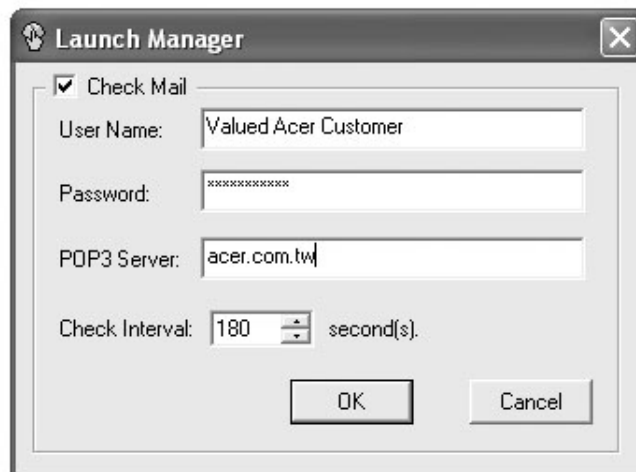 Launch Manager
Check Mail
User Name: Valued Acer Customer
Password: ***********
POP3 Server: acer.com.tw
Check Interval: 180 second(s).
OK Cancel